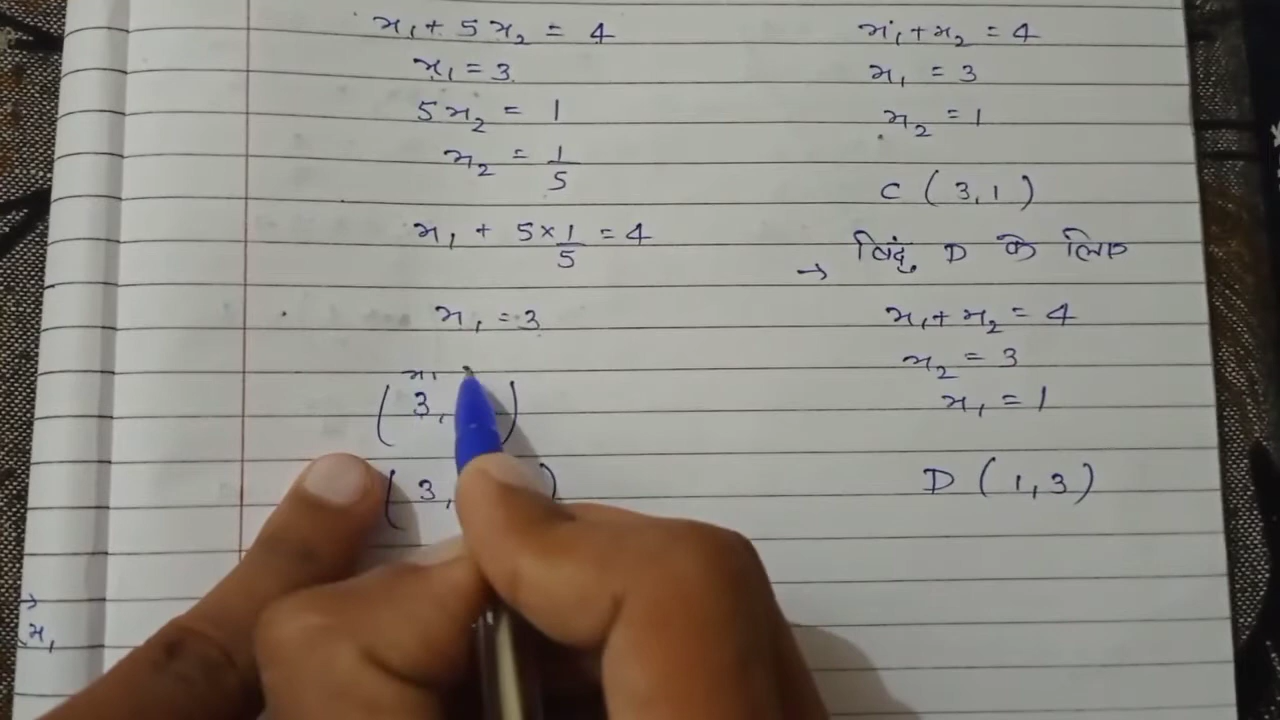 x₁ + 5x₂ = 4
x₁ = 3
5x₂ = 1
x₂ = 1/5
x₁ + 5 × 1/5 = 4
x₁ = 3
x₁
( 3, )
( 3, )
x₁
x₁ + x₂ = 4
x₁ = 3
x₂ = 1
C ( 3, 1 )
→ बिंदु D के लिए
x₁ + x₂ = 4
x₂ = 3
x₁ = 1
D ( 1, 3 )